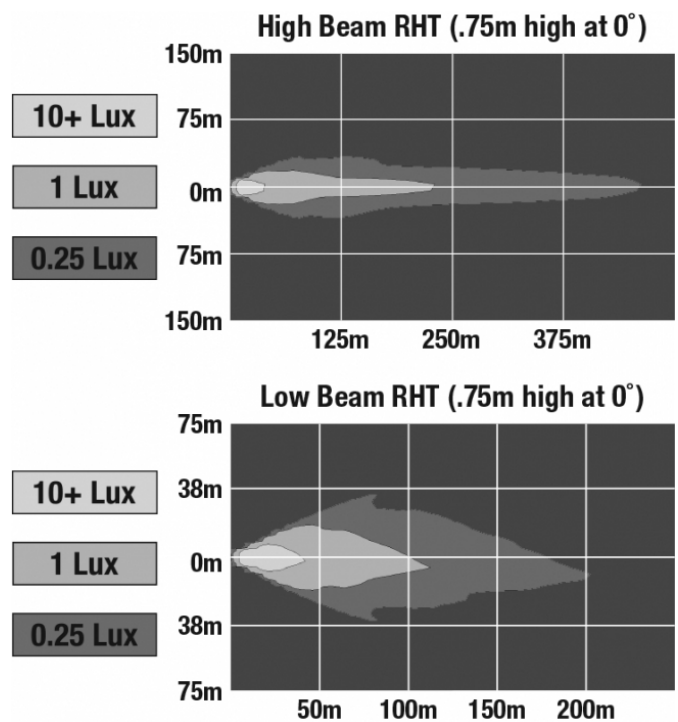 High Beam RHT (.75m high at 0°)
150m
75m
0m
75m
150m
10+ Lux
1 Lux
0.25 Lux
125m 250m 375m
Low Beam RHT (.75m high at 0°)
75m
38m
0m
38m
75m
10+ Lux
1 Lux
0.25 Lux
50m 100m 150m 200m